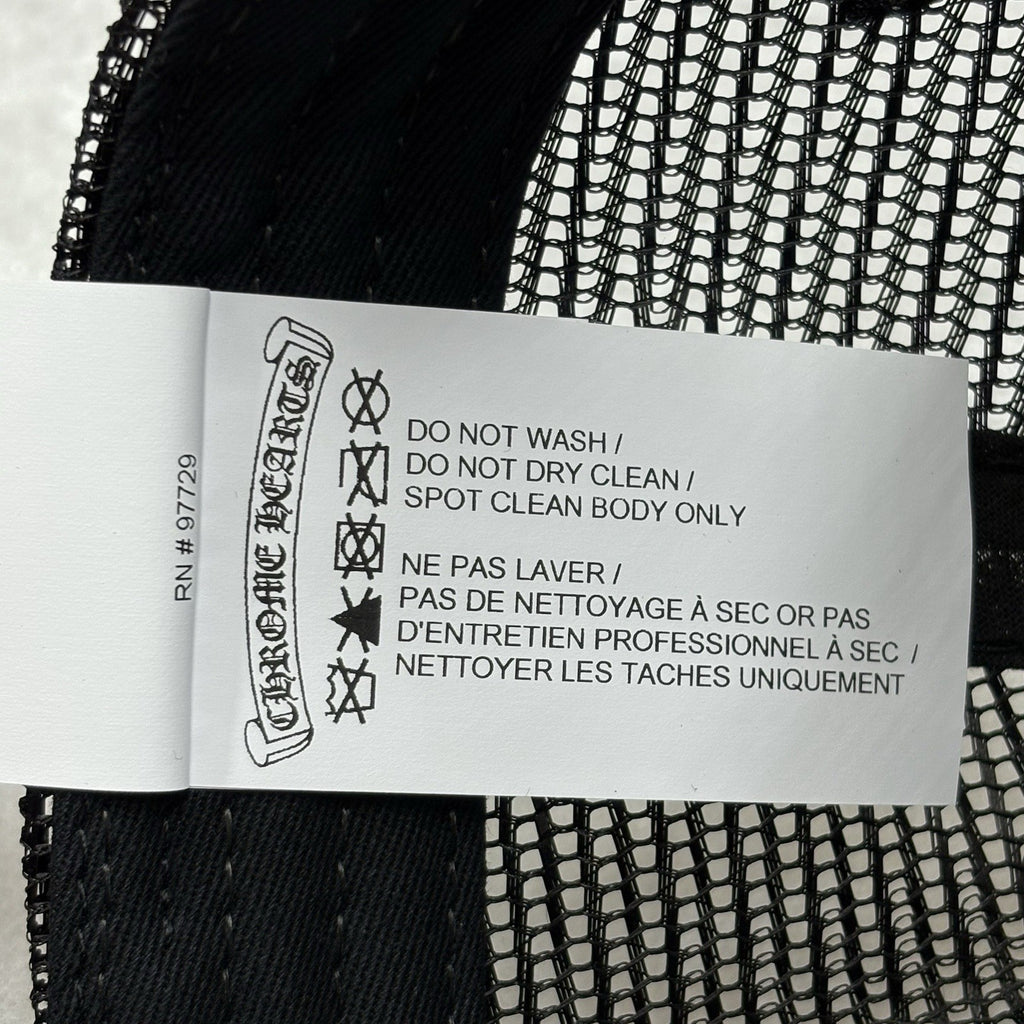 RN # 97729
CHROME HEARTS
DO NOT WASH /
DO NOT DRY CLEAN /
SPOT CLEAN BODY ONLY
NE PAS LAVER /
PAS DE NETTOYAGE À SEC OR PAS
D'ENTRETIEN PROFESSIONNEL À SEC /
NETTOYER LES TACHES UNIQUEMENT